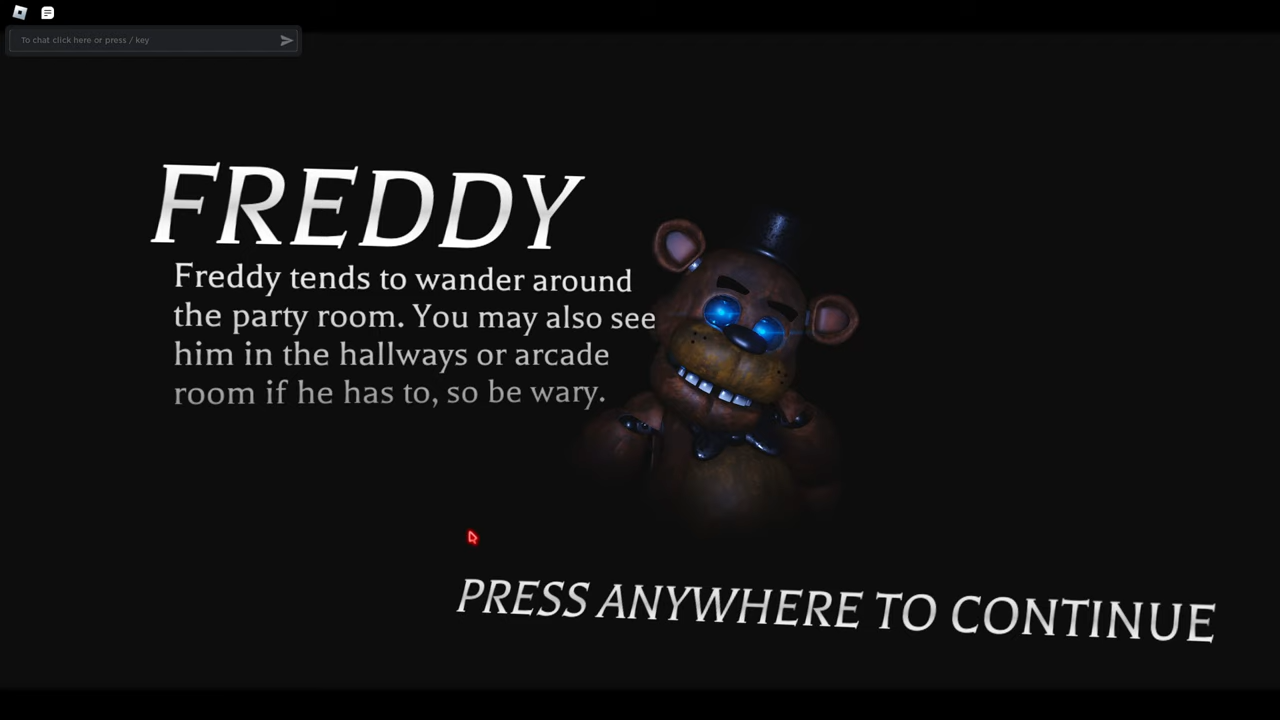 To chat click here or press / key
FREDDY
Freddy tends to wander around
the party room. You may also see
him in the hallways or arcade
room if he has to, so be wary.
PRESS ANYWHERE TO CONTINUE